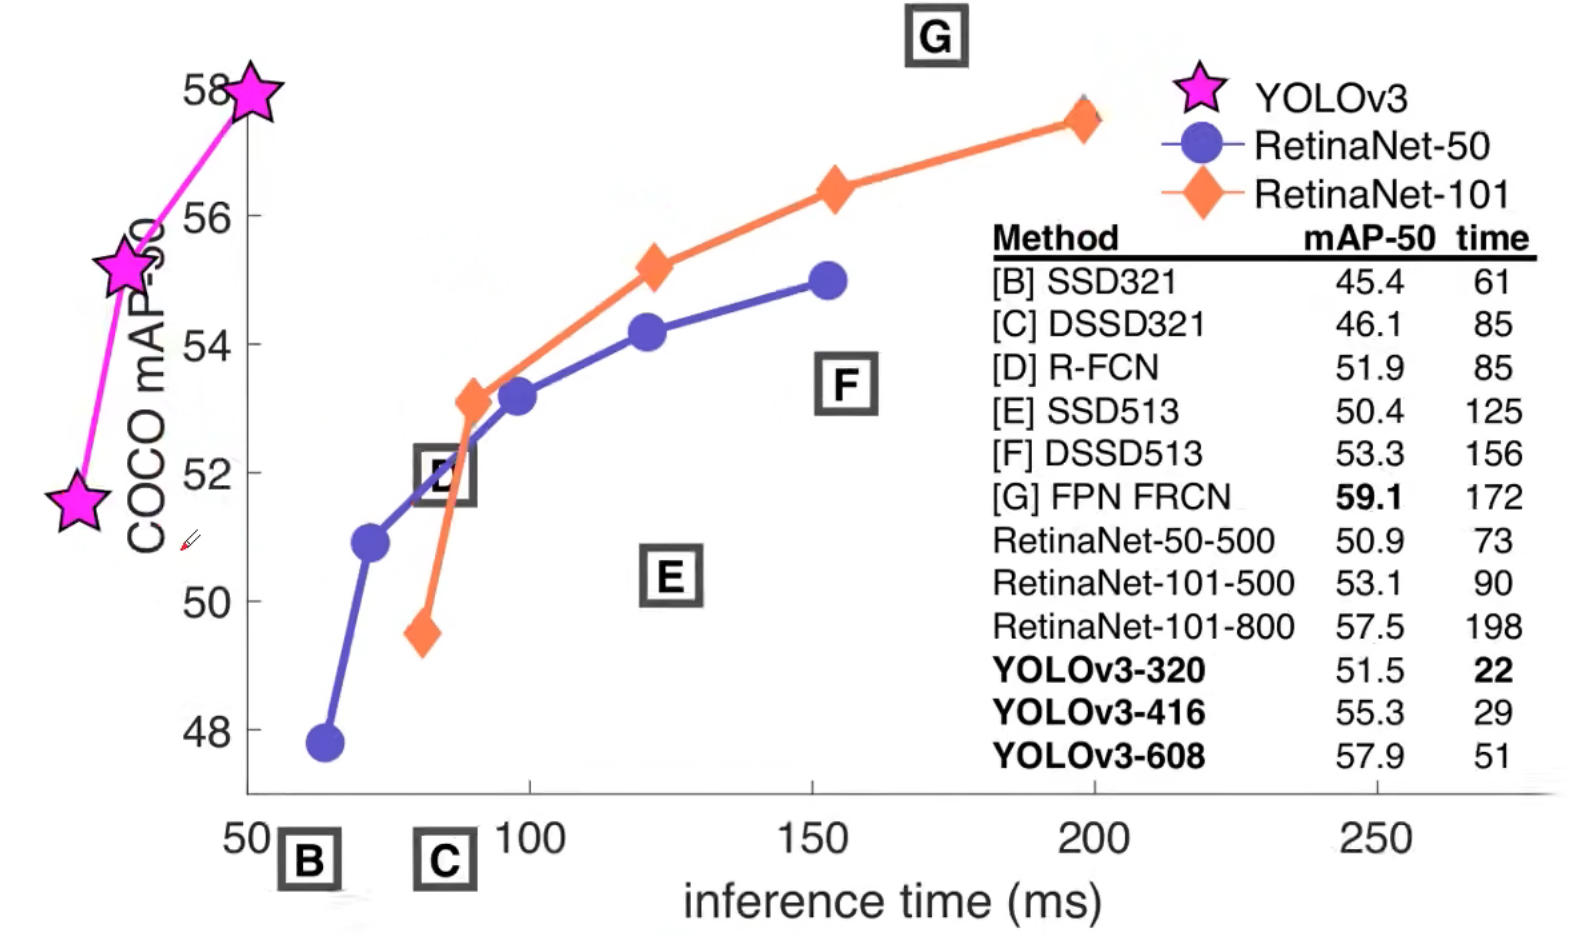 G
58
YOLOv3
RetinaNet-50
RetinaNet-101
56
54
52
50
48
COCO mAP-50
D
E
F
Method mAP-50 time
[B] SSD321 45.4 61
[C] DSSD321 46.1 85
[D] R-FCN 51.9 85
[E] SSD513 50.4 125
[F] DSSD513 53.3 156
[G] FPN FRCN 59.1 172
RetinaNet-50-500 50.9 73
RetinaNet-101-500 53.1 90
RetinaNet-101-800 57.5 198
YOLOv3-320 51.5 22
YOLOv3-416 55.3 29
YOLOv3-608 57.9 51
50 100 150 200 250
B C
inference time (ms)